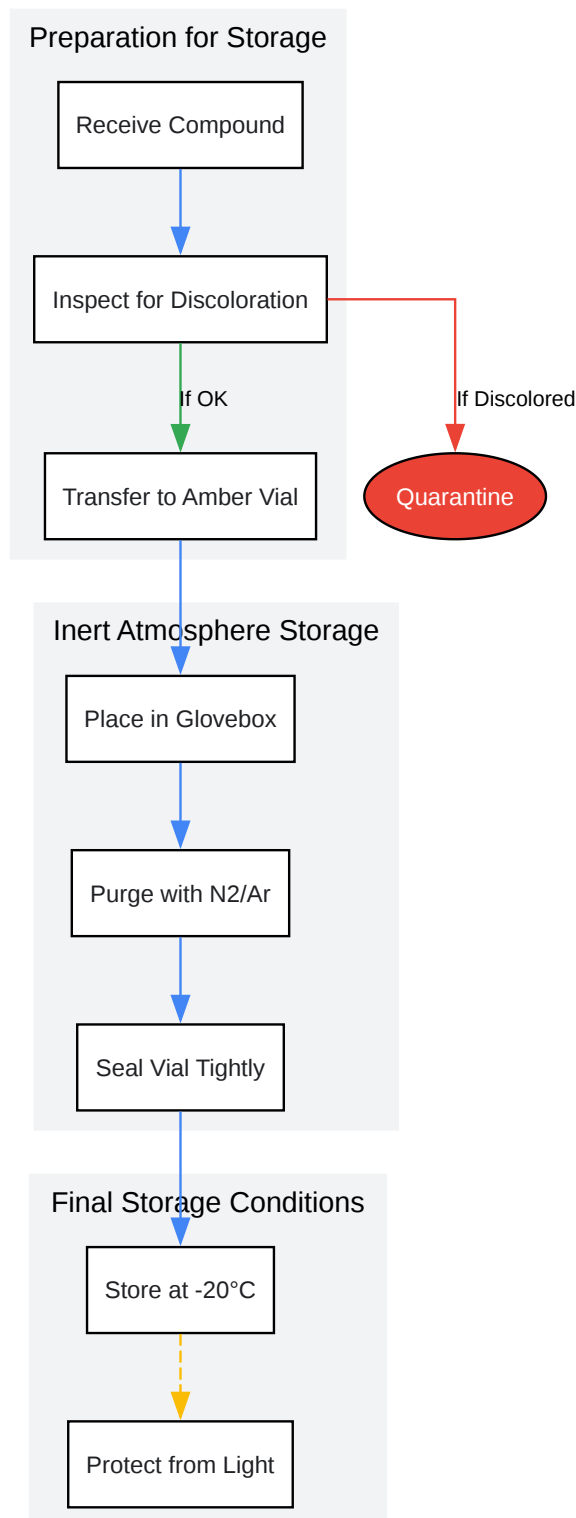 Preparation for Storage
Receive Compound
Inspect for Discoloration
If OK
If Discolored
Transfer to Amber Vial
Quarantine
Inert Atmosphere Storage
Place in Glovebox
Purge with N2/Ar
Seal Vial Tightly
Final Storage Conditions
Store at -20°C
Protect from Light